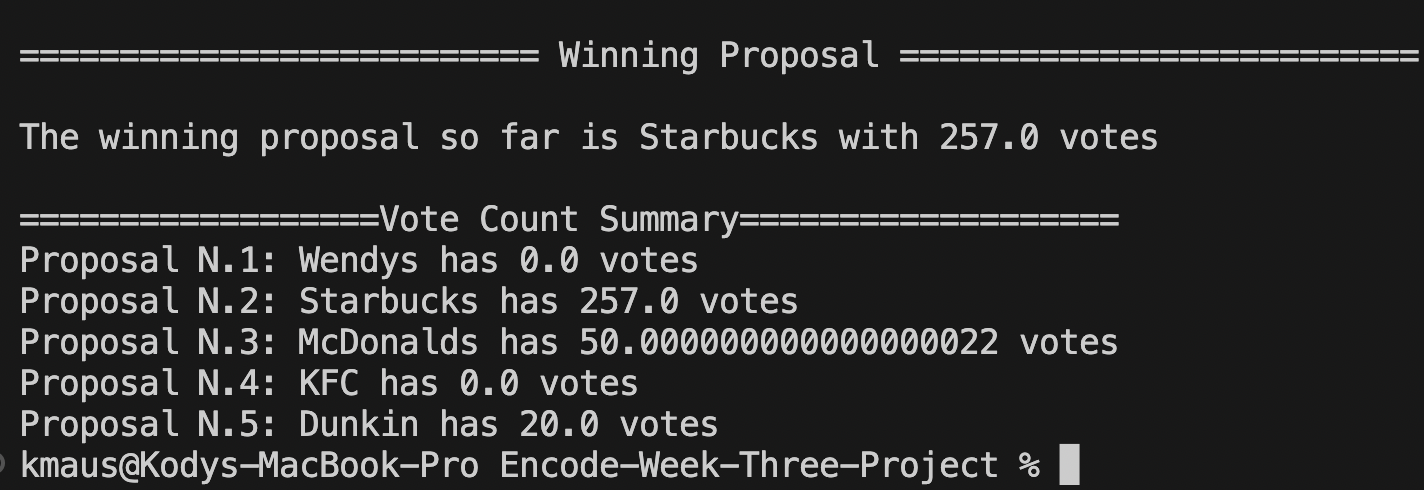 ========================== Winning Proposal ==========================
The winning proposal so far is Starbucks with 257.0 votes
==================Vote Count Summary===================
Proposal N.1: Wendys has 0.0 votes
Proposal N.2: Starbucks has 257.0 votes
Proposal N.3: McDonalds has 50.000000000000000022 votes
Proposal N.4: KFC has 0.0 votes
Proposal N.5: Dunkin has 20.0 votes
kmaus@Kodys-MacBook-Pro Encode-Week-Three-Project %